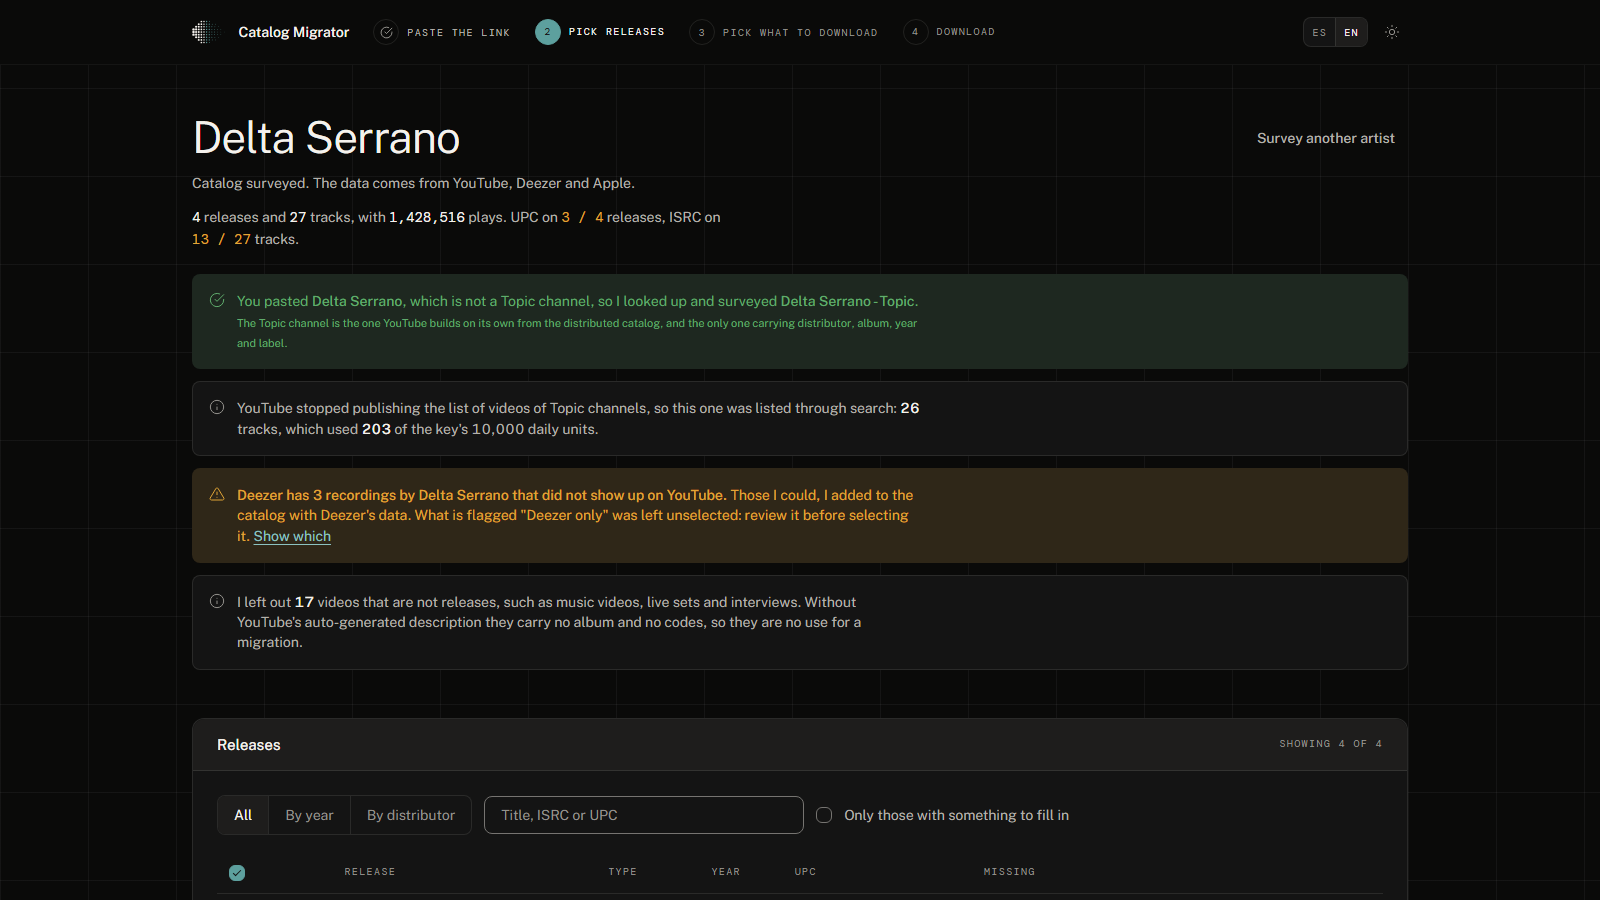 Catalog Migrator
PASTE THE LINK
2 PICK RELEASES
3 PICK WHAT TO DOWNLOAD
4 DOWNLOAD
ES EN
Delta Serrano
Survey another artist
Catalog surveyed. The data comes from YouTube, Deezer and Apple.
4 releases and 27 tracks, with 1,428,516 plays. UPC on 3 / 4 releases, ISRC on
13 / 27 tracks.
You pasted Delta Serrano, which is not a Topic channel, so I looked up and surveyed Delta Serrano - Topic.
The Topic channel is the one YouTube builds on its own from the distributed catalog, and the only one carrying distributor, album, year
and label.
YouTube stopped publishing the list of videos of Topic channels, so this one was listed through search: 26
tracks, which used 203 of the key's 10,000 daily units.
Deezer has 3 recordings by Delta Serrano that did not show up on YouTube. Those I could, I added to the
catalog with Deezer's data. What is flagged "Deezer only" was left unselected: review it before selecting
it. Show which
I left out 17 videos that are not releases, such as music videos, live sets and interviews. Without
YouTube's auto-generated description they carry no album and no codes, so they are no use for a
migration.
Releases
SHOWING 4 OF 4
All By year By distributor Title, ISRC or UPC Only those with something to fill in
RELEASE TYPE YEAR UPC MISSING